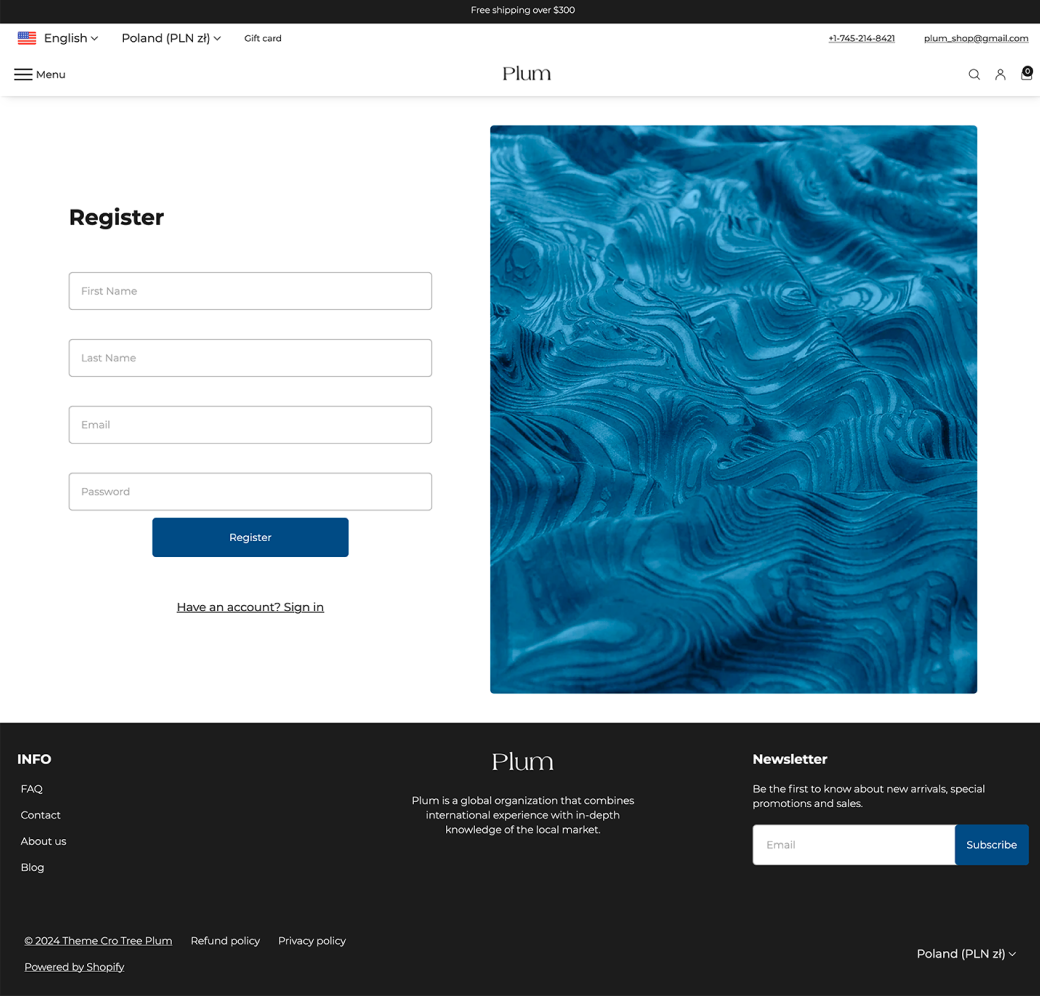 Free shipping over $300
English
Poland (PLN zł)
Gift card
+1-745-214-8421
plum_shop@gmail.com
Menu
Plum
0
Register
First Name
Last Name
Email
Password
Register
Have an account? Sign in
INFO
FAQ
Contact
About us
Blog
Plum
Plum is a global organization that combines
international experience with in-depth
knowledge of the local market.
Newsletter
Be the first to know about new arrivals, special
promotions and sales.
Email
Subscribe
© 2024 Theme Cro Tree Plum
Refund policy
Privacy policy
Powered by Shopify
Poland (PLN zł)